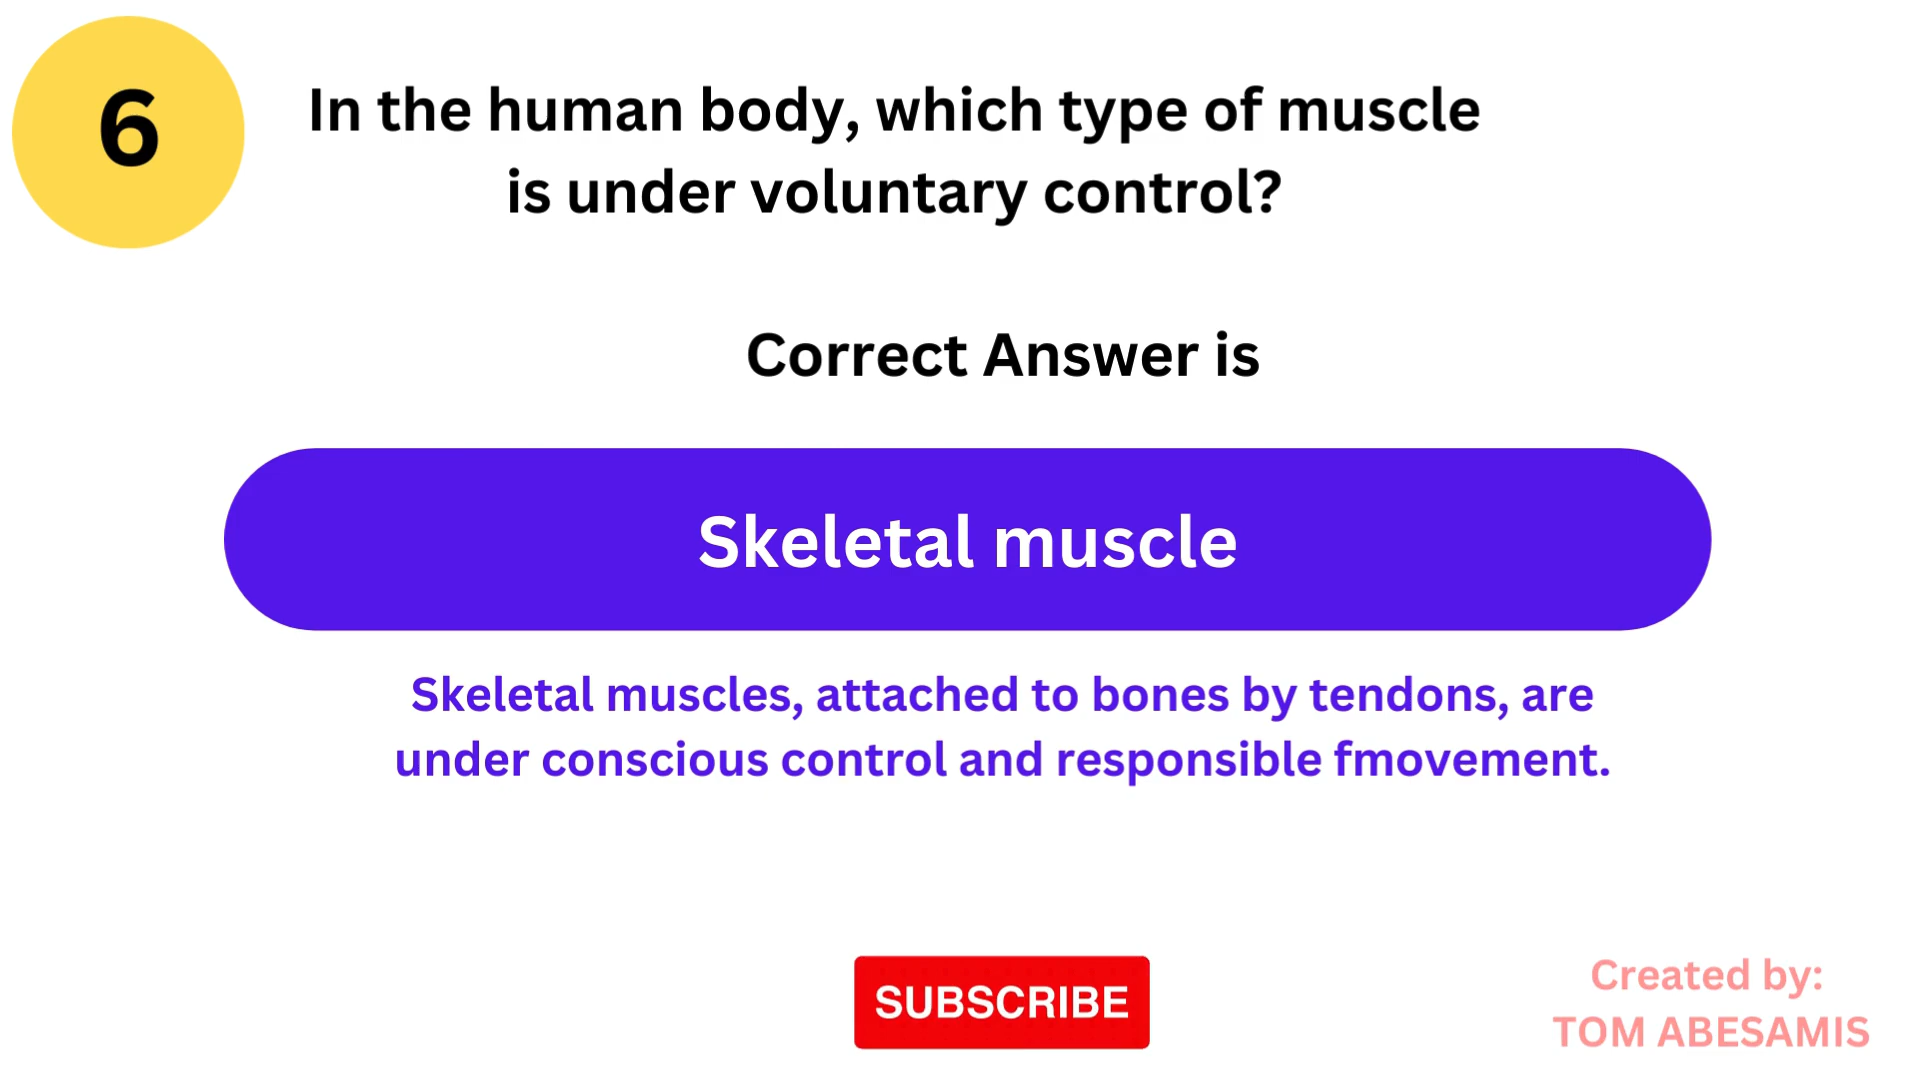 6
In the human body, which type of muscle
is under voluntary control?
Correct Answer is
Skeletal muscle
Skeletal muscles, attached to bones by tendons, are
under conscious control and responsible fmovement.
SUBSCRIBE
Created by:
TOM ABESAMIS